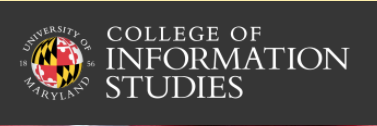 UNIVERSITY OF
18 56
MARYLAND
COLLEGE OF
INFORMATION
STUDIES